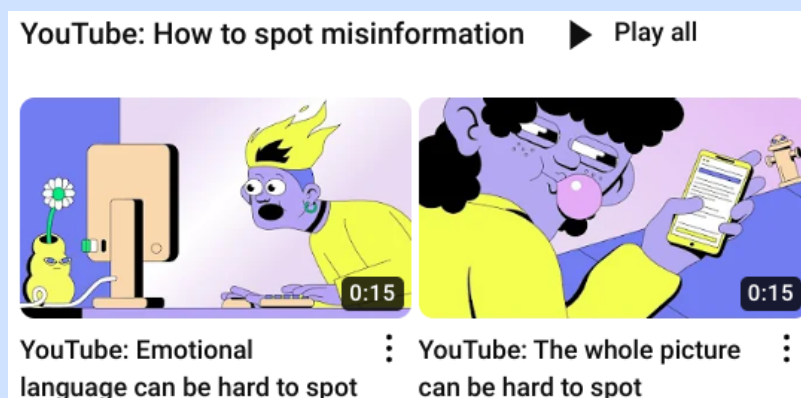 YouTube: How to spot misinformation
Play all
0:15
0:15
YouTube: Emotional
language can be hard to spot
YouTube: The whole picture
can be hard to spot